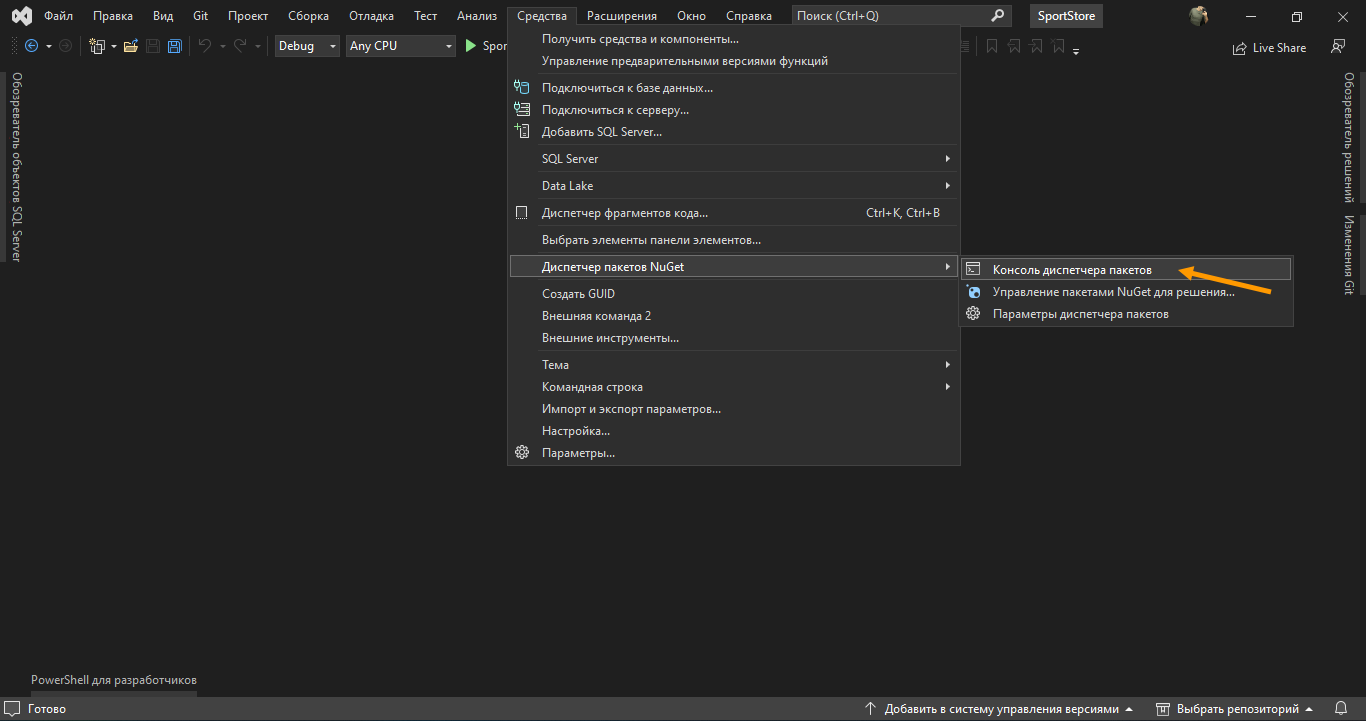 Файл Правка Вид Git Проект Сборка Отладка Тест Анализ Средства Расширения Окно Справка Поиск (Ctrl+Q) SportStore
Debug Any CPU Spor Live Share
Получить средства и компоненты...
Управление предварительными версиями функций
Подключиться к базе данных...
Подключиться к серверу...
Добавить SQL Server...
SQL Server
Data Lake
Диспетчер фрагментов кода... Ctrl+K, Ctrl+B
Выбрать элементы панели элементов...
Диспетчер пакетов NuGet
Создать GUID
Внешняя команда 2
Внешние инструменты...
Тема
Командная строка
Импорт и экспорт параметров...
Настройка...
Параметры...
Консоль диспетчера пакетов
Управление пакетами NuGet для решения...
Параметры диспетчера пакетов
Обозреватель объектов SQL Server
Обозреватель решений
Изменения Git
PowerShell для разработчиков
Готово Добавить в систему управления версиями Выбрать репозиторий